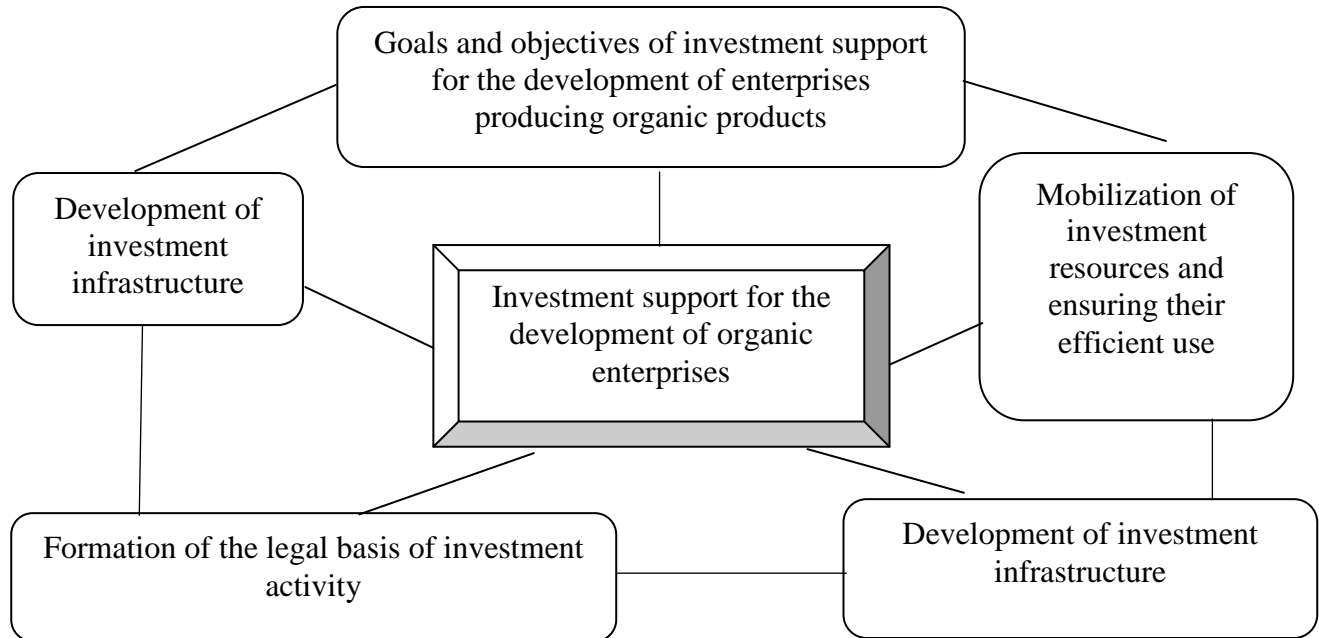 Goals and objectives of investment support
for the development of enterprises
producing organic products
Development of
investment
infrastructure
Mobilization of
investment
resources and
ensuring their
efficient use
Investment support for the
development of organic
enterprises
Formation of the legal basis of investment
activity
Development of investment
infrastructure